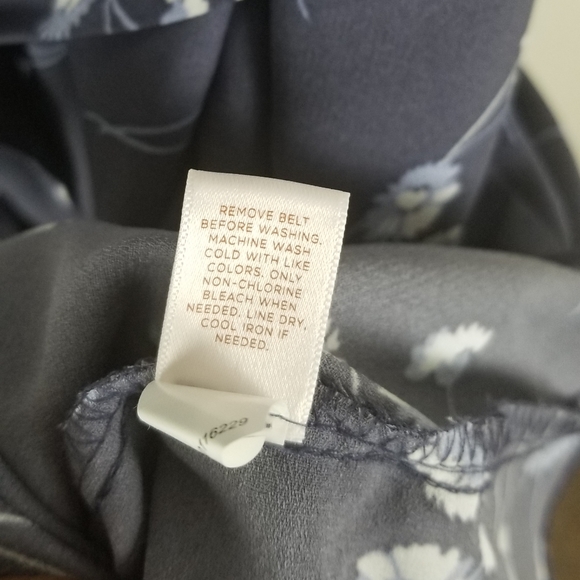 REMOVE BELT
BEFORE WASHING.
MACHINE WASH
COLD WITH LIKE
COLORS. ONLY
NON-CHLORINE
BLEACH WHEN
NEEDED. LINE DRY,
COOL IRON IF
NEEDED.
16229